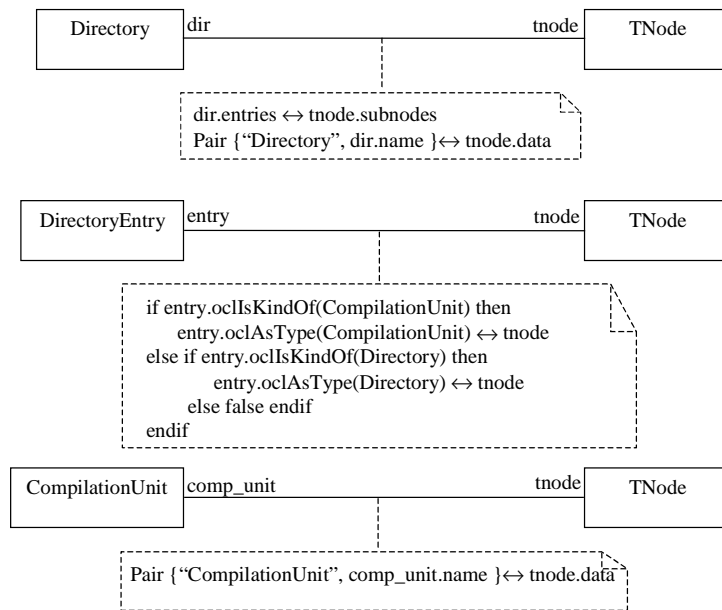 Directory dir tnode TNode
dir.entries ↔ tnode.subnodes
Pair {“Directory”, dir.name }↔ tnode.data
DirectoryEntry entry tnode TNode
if entry.oclIsKindOf(CompilationUnit) then
entry.oclAsType(CompilationUnit) ↔ tnode
else if entry.oclIsKindOf(Directory) then
entry.oclAsType(Directory) ↔ tnode
else false endif
endif
CompilationUnit comp_unit tnode TNode
Pair {“CompilationUnit”, comp_unit.name }↔ tnode.data